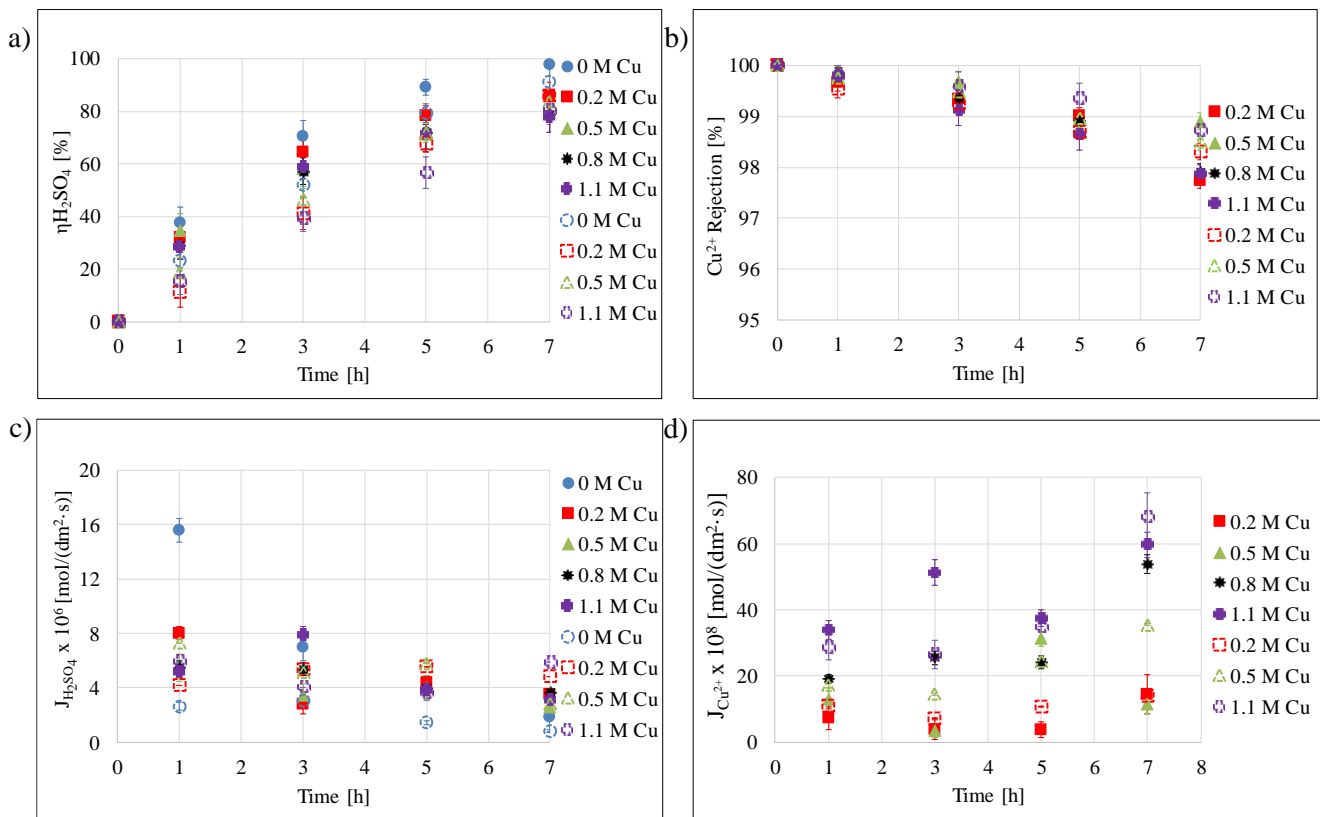 a)
100
80
60
40
20
0
ηH₂SO₄ [%]
0 1 2 3 4 5 6 7
Time [h]
0 M Cu
0.2 M Cu
0.5 M Cu
0.8 M Cu
1.1 M Cu
0 M Cu
0.2 M Cu
0.5 M Cu
1.1 M Cu
b)
100
99
98
97
96
95
Cu²⁺ Rejection [%]
0 1 2 3 4 5 6 7
Time [h]
0.2 M Cu
0.5 M Cu
0.8 M Cu
1.1 M Cu
0.2 M Cu
0.5 M Cu
1.1 M Cu
c)
20
16
12
8
4
0
J_H₂SO₄ x 10⁶ [mol/(dm²·s)]
0 1 2 3 4 5 6 7
Time [h]
0 M Cu
0.2 M Cu
0.5 M Cu
0.8 M Cu
1.1 M Cu
0 M Cu
0.2 M Cu
0.5 M Cu
1.1 M Cu
d)
80
60
40
20
0
J_Cu²⁺ x 10⁸ [mol/(dm²·s)]
0 1 2 3 4 5 6 7 8
Time [h]
0.2 M Cu
0.5 M Cu
0.8 M Cu
1.1 M Cu
0.2 M Cu
0.5 M Cu
1.1 M Cu